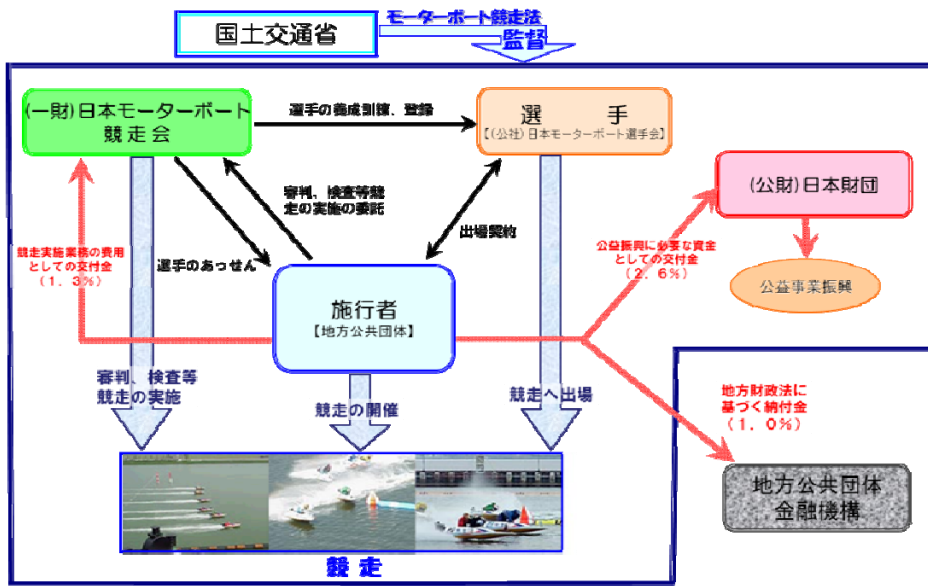 国土交通省
モーターボート競走法
監督
(一財)日本モーターボート
競走会
選手の養成訓練、登録
選　手
【(公社)日本モーターボート選手会】
審判、検査等競
走の実施の委託
出場契約
選手のあっせん
(公財)日本財団
競走実施業務の費用
としての交付金
（１．３％）
公益振興に必要な資金
としての交付金
（２．６％）
公益事業振興
施行者
【地方公共団体】
審判、検査等
競走の実施
競走の開催
競走へ出場
地方財政法に
基づく納付金
（１．０％）
地方公共団体
金融機構
競走